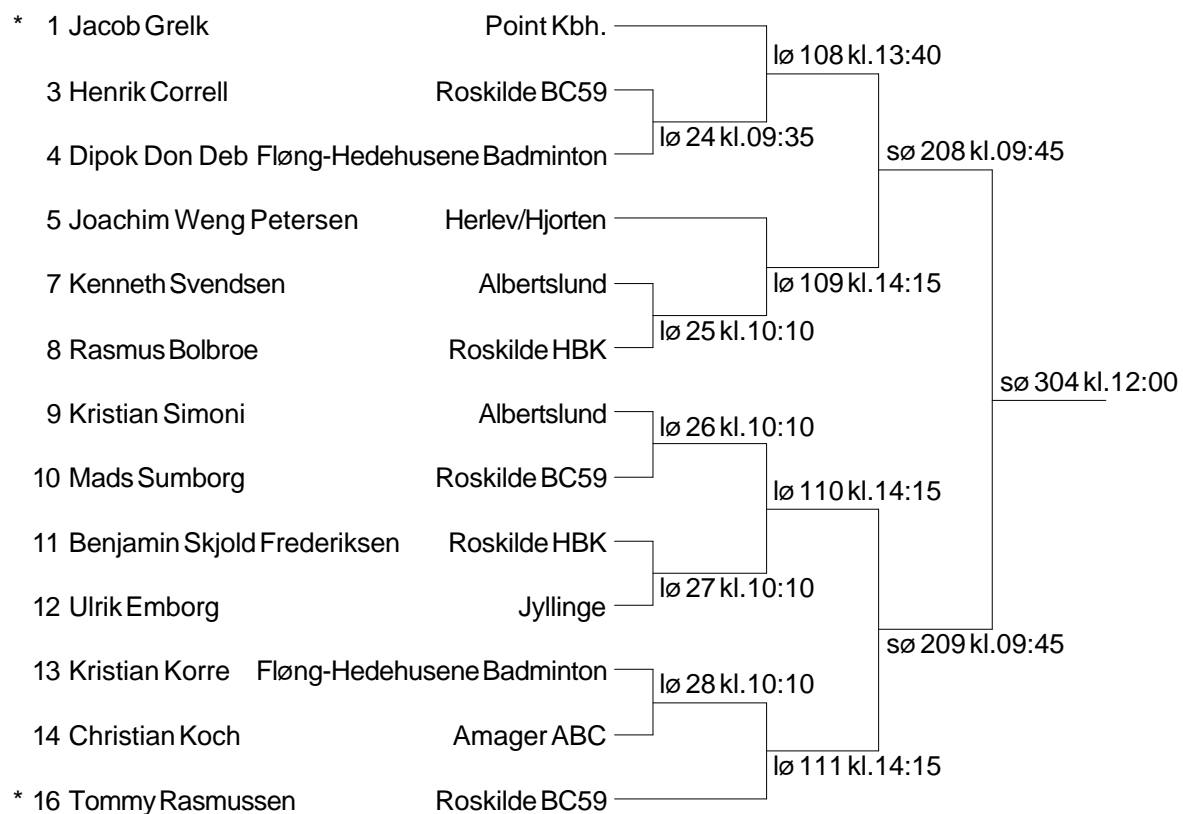 * 1 Jacob Grelk Point Kbh.
lø 108 kl.13:40
3 Henrik Correll Roskilde BC59
lø 24 kl.09:35
4 Dipok Don Deb Fløng-Hedehusene Badminton
sø 208 kl.09:45
5 Joachim Weng Petersen Herlev/Hjorten
7 Kenneth Svendsen Albertslund
lø 109 kl.14:15
lø 25 kl.10:10
8 Rasmus Bolbroe Roskilde HBK
sø 304 kl.12:00
9 Kristian Simoni Albertslund
lø 26 kl.10:10
10 Mads Sumborg Roskilde BC59
lø 110 kl.14:15
11 Benjamin Skjold Frederiksen Roskilde HBK
lø 27 kl.10:10
12 Ulrik Emborg Jyllinge
sø 209 kl.09:45
13 Kristian Korre Fløng-Hedehusene Badminton
lø 28 kl.10:10
14 Christian Koch Amager ABC
lø 111 kl.14:15
* 16 Tommy Rasmussen Roskilde BC59